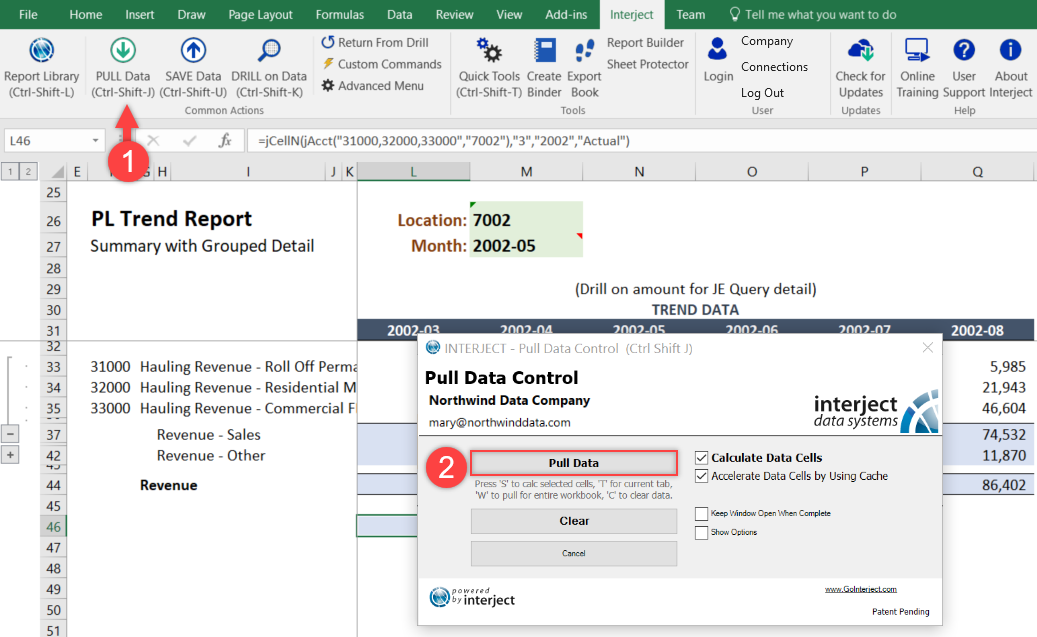 File Home Insert Draw Page Layout Formulas Data Review View Add-ins Interject Team Tell me what you want to do
Report Library (Ctrl-Shift-L)
PULL Data (Ctrl-Shift-J)
SAVE Data (Ctrl-Shift-U)
DRILL on Data (Ctrl-Shift-K)
Return From Drill
Custom Commands
Advanced Menu
Common Actions
Quick Tools (Ctrl-Shift-T)
Create Binder
Export Book
Report Builder
Sheet Protector
Tools
Login
Company
Connections
Log Out
User
Check for Updates
Updates
Online Training
User Support
About Interject
Help
L46 fx =jCellN(jAcct("31000,32000,33000","7002"),"3","2002","Actual")
1
1 2 E H I J K L M N O P Q
25
26 PL Trend Report Location: 7002
27 Summary with Grouped Detail Month: 2002-05
28
29 (Drill on amount for JE Query detail)
30 TREND DATA
31 2002-03 2002-04 2002-05 2002-06 2002-07 2002-08
32
33 31000 Hauling Revenue - Roll Off Perma 5,985
34 32000 Hauling Revenue - Residential M 21,943
35 33000 Hauling Revenue - Commercial F 46,604
37 Revenue - Sales 74,532
42 Revenue - Other 11,870
44 Revenue 86,402
45
46
47
48
49
50
51
INTERJECT - Pull Data Control (Ctrl Shift J)
Pull Data Control
Northwind Data Company
mary@northwinddata.com
interject
data systems
2
Pull Data
Press 'S' to calc selected cells, 'T' for current tab,
'W' to pull for entire workbook, 'C' to clear data.
Clear
Cancel
Calculate Data Cells
Accelerate Data Cells by Using Cache
Keep Window Open When Complete
Show Options
powered
by interject
www.GoInterject.com
Patent Pending